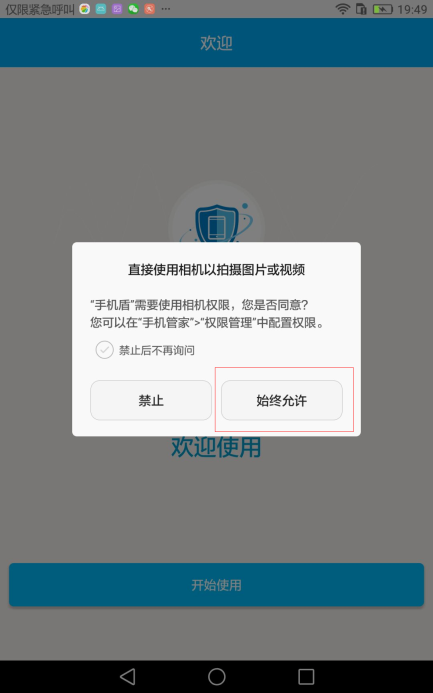 仅限紧急呼叫 ... 19:49
欢迎
直接使用相机以拍摄图片或视频
“手机盾”需要使用相机权限，您是否同意？
您可以在“手机管家”>“权限管理”中配置权限。
禁止后不再询问
禁止
始终允许
欢迎使用
开始使用